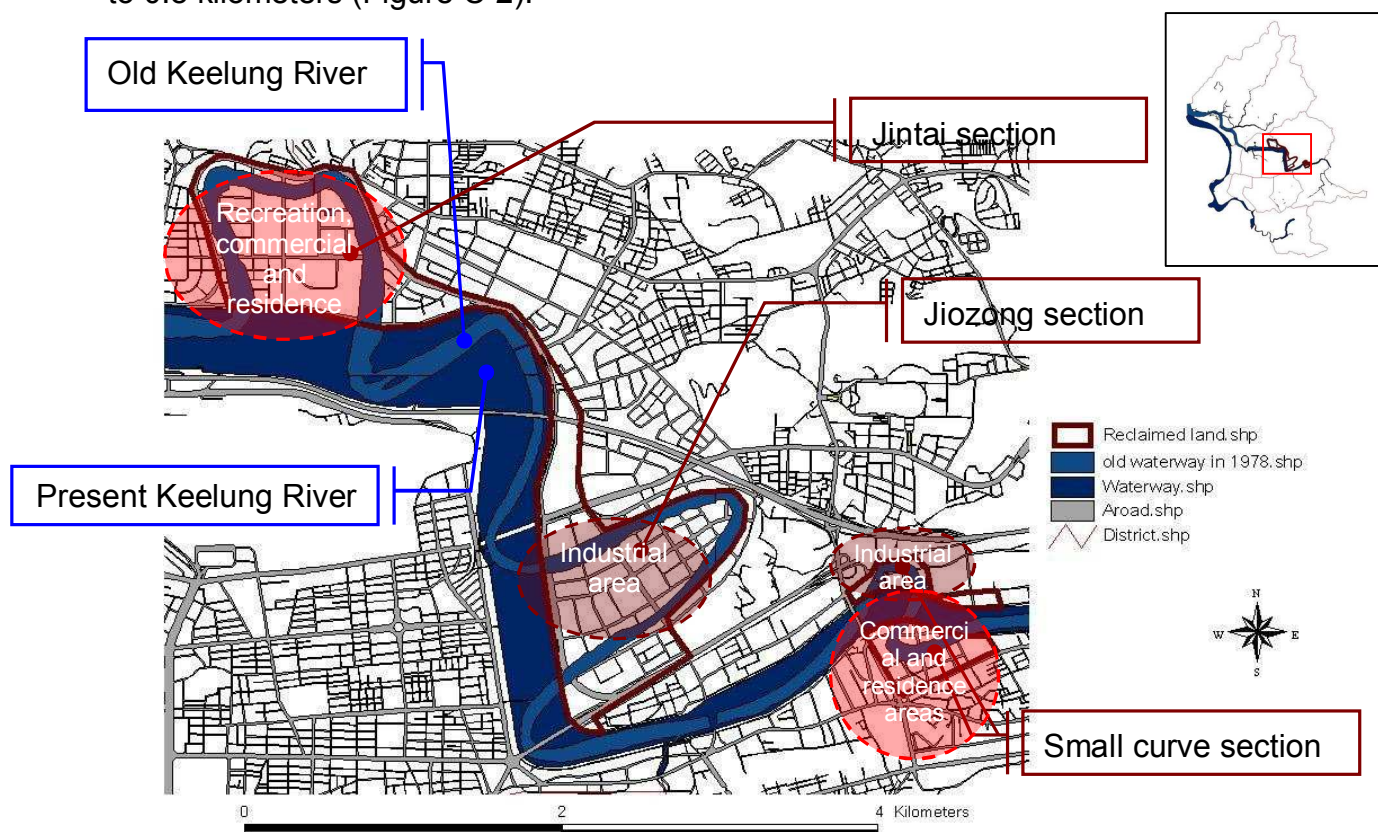 Old Keelung River
Jintai section
Recreation,
commercial
and
residence
Jiozong section
Present Keelung River
Reclaimed land.shp
old waterway in 1978.shp
Waterway.shp
Aroad.shp
District.shp
Industrial
area
Industrial
area
Commerci
al and
residence
areas
N
W
E
S
Small curve section
0
2
4 Kilometers